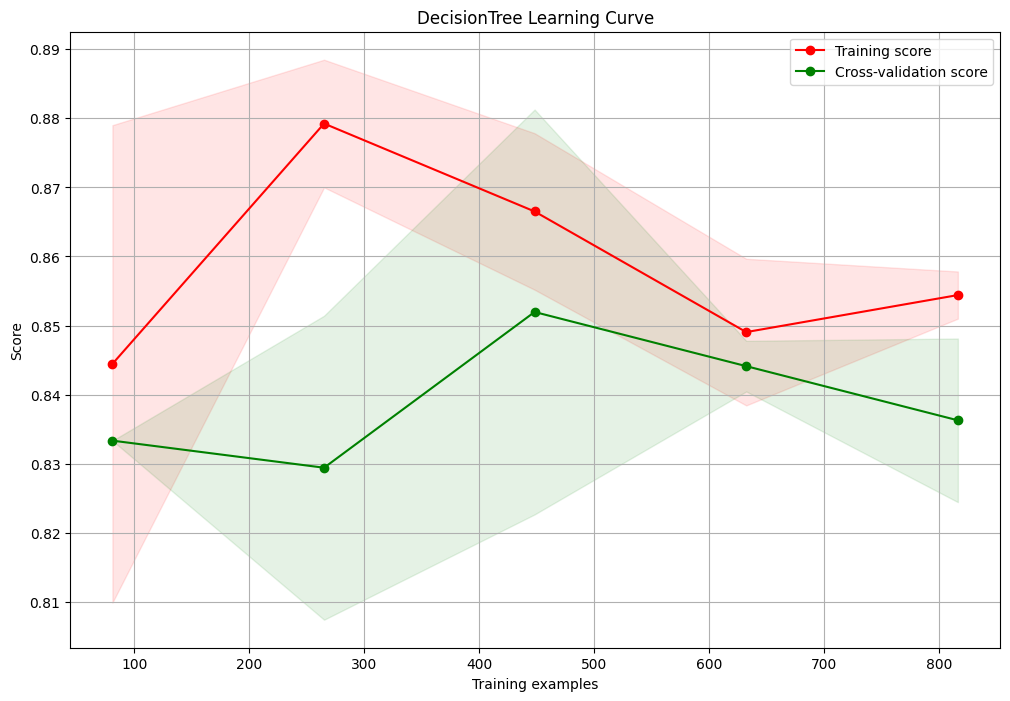 DecisionTree Learning Curve
Training score
Cross-validation score
0.89
0.88
0.87
0.86
0.85
0.84
0.83
0.82
0.81
Score
100 200 300 400 500 600 700 800
Training examples